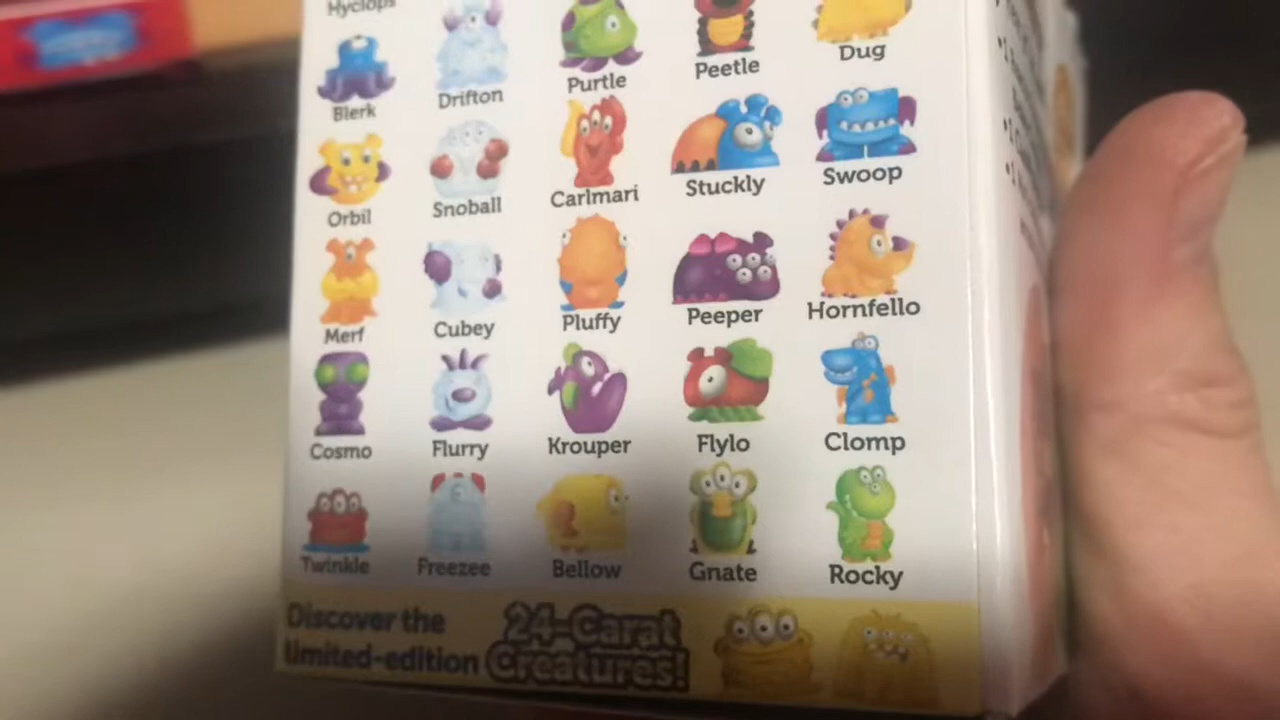 Hyclops
Blerk
Drifton
Purtle
Peetle
Dug
Orbil
Snoball
Carlmari
Stuckly
Swoop
Merf
Cubey
Pluffy
Peeper
Hornfello
Cosmo
Flurry
Krouper
Flylo
Clomp
Twinkle
Freezee
Bellow
Gnate
Rocky
Discover the
limited-edition
24-Carat
Creatures!